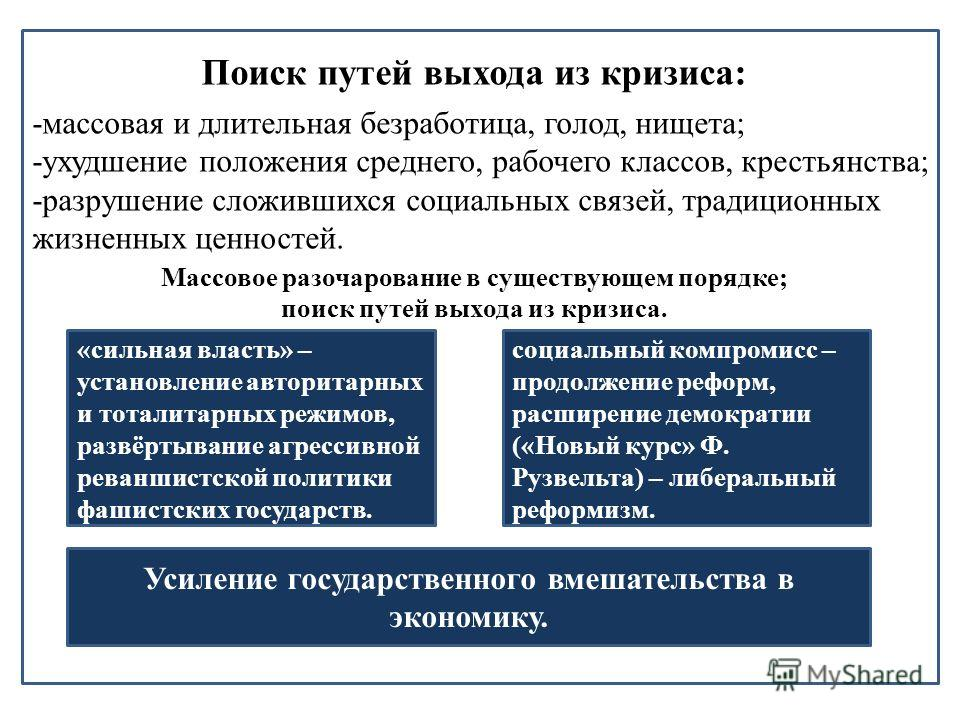 Поиск путей выхода из кризиса:
-массовая и длительная безработица, голод, нищета;
-ухудшение положения среднего, рабочего классов, крестьянства;
-разрушение сложившихся социальных связей, традиционных
жизненных ценностей.
Массовое разочарование в существующем порядке;
поиск путей выхода из кризиса.
«сильная власть» –
установление авторитарных
и тоталитарных режимов,
развёртывание агрессивной
реваншистской политики
фашистских государств.
социальный компромисс –
продолжение реформ,
расширение демократии
(«Новый курс» Ф.
Рузвельта) – либеральный
реформизм.
Усиление государственного вмешательства в
экономику.
MyShared